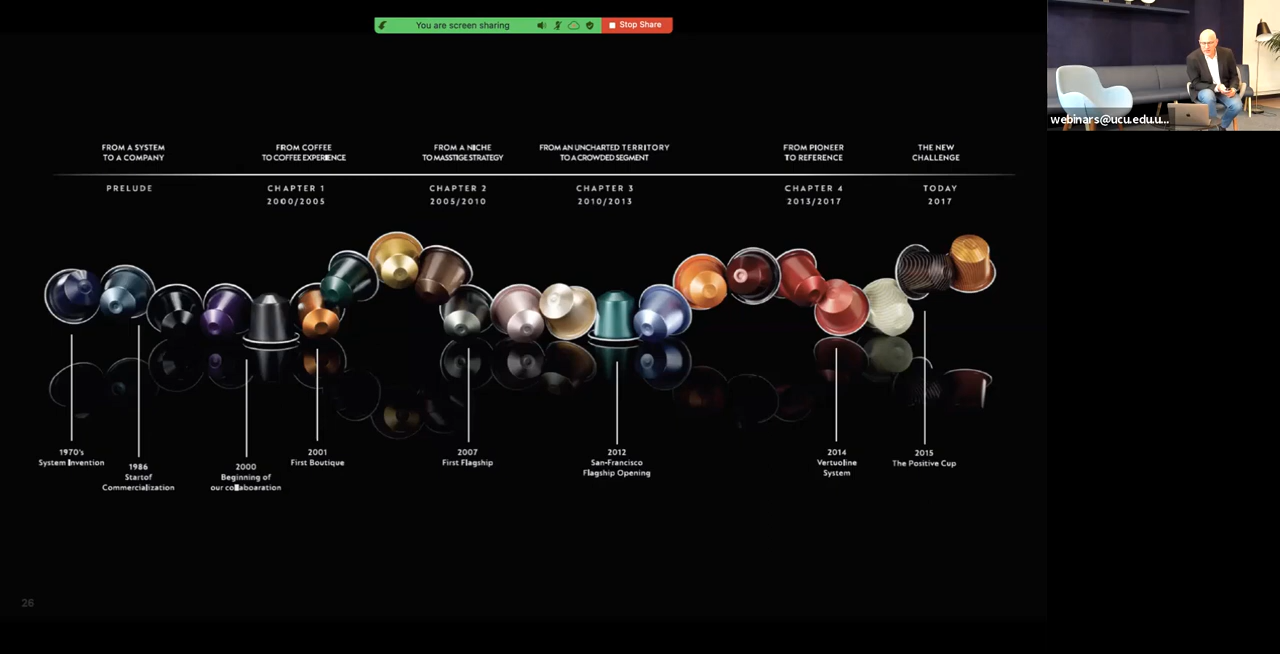 You are screen sharing
Stop Share
webinars@ucu.edu.u...
FROM A SYSTEM
TO A COMPANY
FROM COFFEE
TO COFFEE EXPERIENCE
FROM A NICHE
TO MASSTIGE STRATEGY
FROM AN UNCHARTED TERRITORY
TO A CROWDED SEGMENT
FROM PIONEER
TO REFERENCE
THE NEW
CHALLENGE
PRELUDE
CHAPTER 1
2000/2005
CHAPTER 2
2005/2010
CHAPTER 3
2010/2013
CHAPTER 4
2013/2017
TODAY
2017
1970's
System Invention
1986
Startof
Commercialization
2000
Beginning of
our collaboaration
2001
First Boutique
2007
First Flagship
2012
San-Francisco
Flagship Opening
2014
Vertuoline
System
2015
The Positive Cup
26